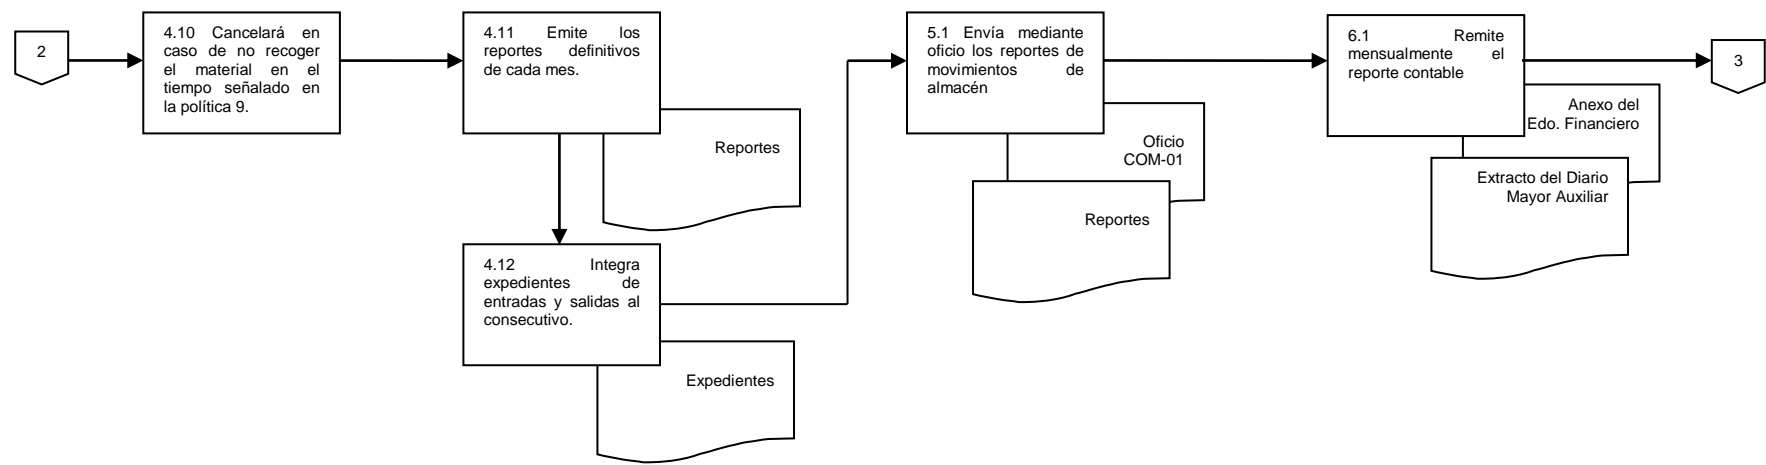 2
4.10 Cancelará en
caso de no recoger
el material en el
tiempo señalado en
la política 9.
4.11 Emite los
reportes definitivos
de cada mes.
Reportes
4.12 Integra
expedientes de
entradas y salidas al
consecutivo.
Expedientes
5.1 Envía mediante
oficio los reportes de
movimientos de
almacén
Oficio
COM-01
Reportes
6.1 Remite
mensualmente el
reporte contable
Anexo del
Edo. Financiero
Extracto del Diario
Mayor Auxiliar
3